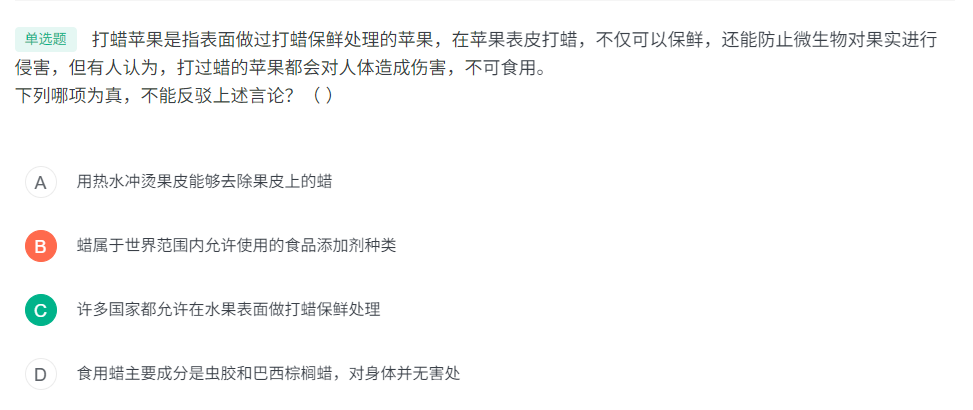 单选题 打蜡苹果是指表面做过打蜡保鲜处理的苹果，在苹果表皮打蜡，不仅可以保鲜，还能防止微生物对果实进行
侵害，但有人认为，打过蜡的苹果都会对人体造成伤害，不可食用。
下列哪项为真，不能反驳上述言论？（ ）
A 用热水冲烫果皮能够去除果皮上的蜡
B 蜡属于世界范围内允许使用的食品添加剂种类
C 许多国家都允许在水果表面做打蜡保鲜处理
D 食用蜡主要成分是虫胶和巴西棕榈蜡，对身体并无害处